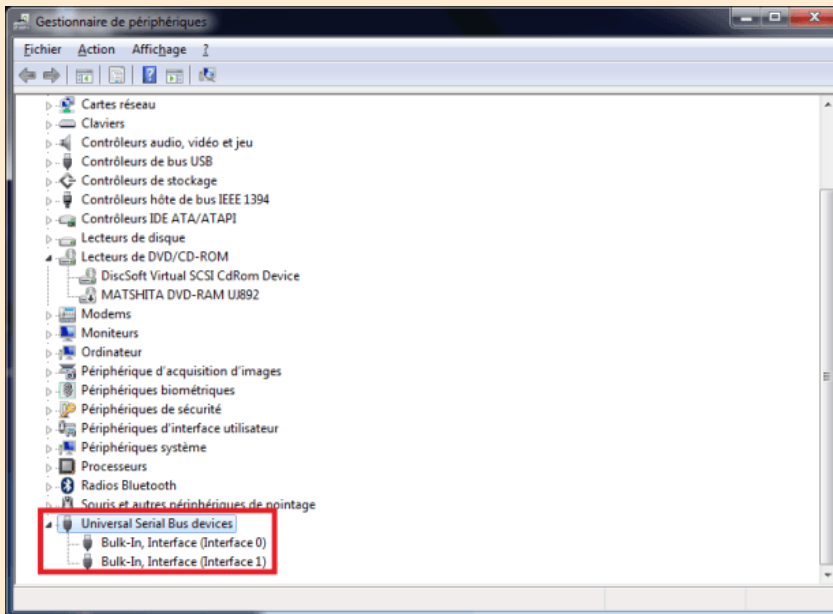 Gestionnaire de périphériques
Fichier Action Affichage ?
Cartes réseau
Claviers
Contrôleurs audio, vidéo et jeu
Contrôleurs de bus USB
Contrôleurs de stockage
Contrôleurs hôte de bus IEEE 1394
Contrôleurs IDE ATA/ATAPI
Lecteurs de disque
Lecteurs de DVD/CD-ROM
DiscSoft Virtual SCSI CdRom Device
MATSHITA DVD-RAM UJ892
Modems
Moniteurs
Ordinateur
Périphérique d'acquisition d'images
Périphériques biométriques
Périphériques de sécurité
Périphériques d'interface utilisateur
Périphériques système
Processeurs
Radios Bluetooth
Souris et autres périphériques de pointage
Universal Serial Bus devices
Bulk-In, Interface (Interface 0)
Bulk-In, Interface (Interface 1)